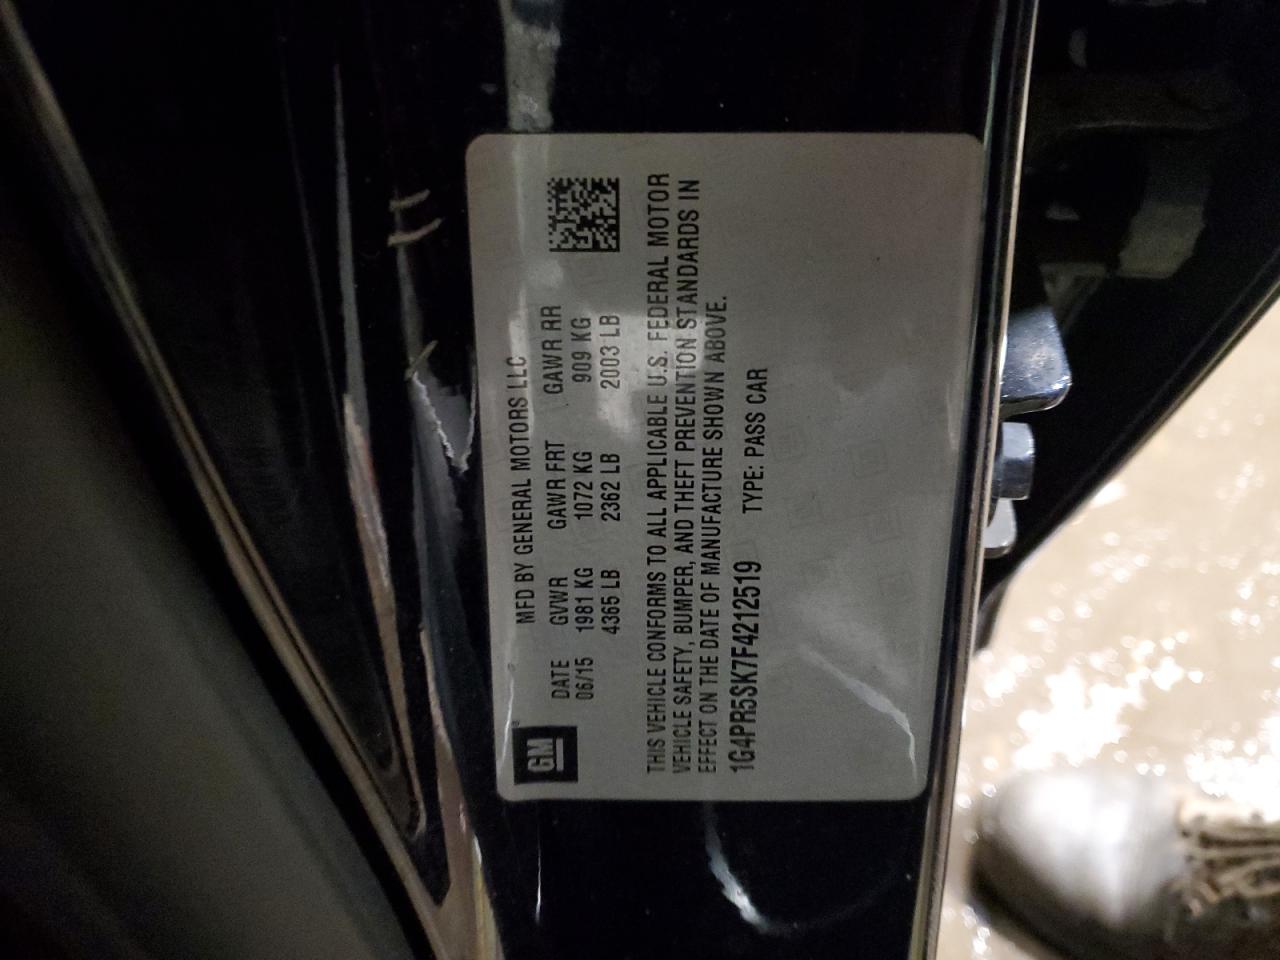 GM
MFD BY GENERAL MOTORS LLC
DATE GVWR GAWR FRT GAWR RR
06/15 1981 KG 1072 KG 909 KG
4365 LB 2362 LB 2003 LB
THIS VEHICLE CONFORMS TO ALL APPLICABLE U.S. FEDERAL MOTOR
VEHICLE SAFETY, BUMPER, AND THEFT PREVENTION STANDARDS IN
EFFECT ON THE DATE OF MANUFACTURE SHOWN ABOVE.
1G4PR5SK7F4212519 TYPE: PASS CAR